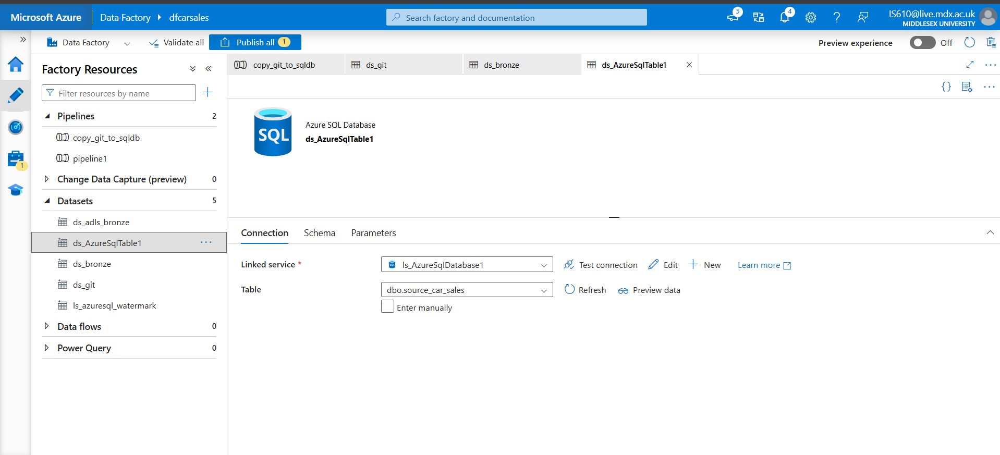 Microsoft Azure
Data Factory
dfcarsales
Search factory and documentation
5
4
IS610@live.mdx.ac.uk
MIDDLESEX UNIVERSITY
Data Factory
Validate all
Publish all
1
Preview experience
Off
Factory Resources
Filter resources by name
Pipelines
2
copy_git_to_sqldb
pipeline1
Change Data Capture (preview)
0
Datasets
5
ds_adls_bronze
ds_AzureSqlTable1
ds_bronze
ds_git
ls_azuresql_watermark
Data flows
0
Power Query
0
1
copy_git_to_sqldb
ds_git
ds_bronze
ds_AzureSqlTable1
SQL
Azure SQL Database
ds_AzureSqlTable1
Connection
Schema
Parameters
Linked service *
SQL
ls_AzureSqlDatabase1
Test connection
Edit
New
Learn more
Table
dbo.source_car_sales
Refresh
Preview data
Enter manually